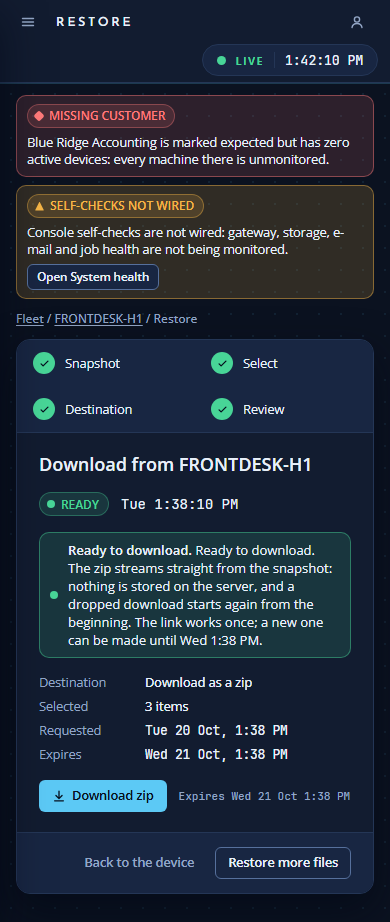 RESTORE
LIVE 1:42:10 PM
MISSING CUSTOMER
Blue Ridge Accounting is marked expected but has zero
active devices: every machine there is unmonitored.
SELF-CHECKS NOT WIRED
Console self-checks are not wired: gateway, storage, e-
mail and job health are not being monitored.
Open System health
Fleet / FRONTDESK-H1 / Restore
Snapshot
Select
Destination
Review
Download from FRONTDESK-H1
READY Tue 1:38:10 PM
Ready to download. Ready to download.
The zip streams straight from the snapshot:
nothing is stored on the server, and a
dropped download starts again from the
beginning. The link works once; a new one
can be made until Wed 1:38 PM.
Destination Download as a zip
Selected 3 items
Requested Tue 20 Oct, 1:38 PM
Expires Wed 21 Oct, 1:38 PM
Download zip Expires Wed 21 Oct 1:38 PM
Back to the device Restore more files